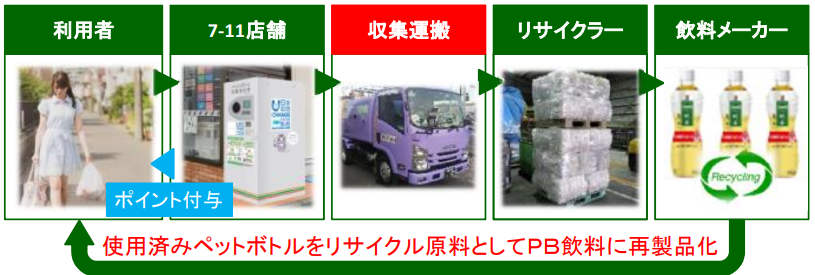 利用者
7-11店舗
収集運搬
リサイクラー
飲料メーカー
ポイント付与
Recycling
使用済みペットボトルをリサイクル原料としてＰＢ飲料に再製品化